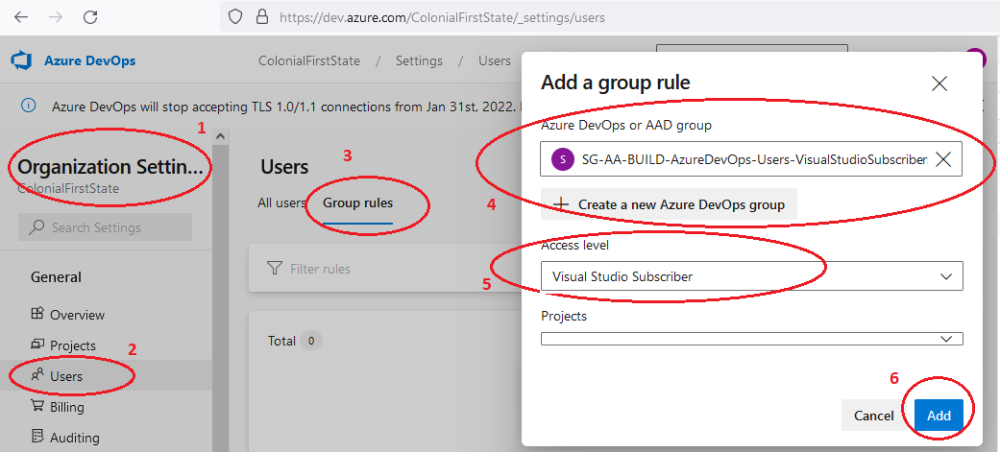 https://dev.azure.com/ColonialFirstState/_settings/users
Azure DevOps
ColonialFirstState / Settings / Users
Azure DevOps will stop accepting TLS 1.0/1.1 connections from Jan 31st, 2022.
1
Organization Settin...
ColonialFirstState
Search Settings
General
Overview
Projects
2
Users
Billing
Auditing
Users
3
All users
Group rules
Filter rules
Total 0
Add a group rule
Azure DevOps or AAD group
S SG-AA-BUILD-AzureDevOps-Users-VisualStudioSubscriber
4
+ Create a new Azure DevOps group
Access level
5
Visual Studio Subscriber
Projects
6
Cancel
Add